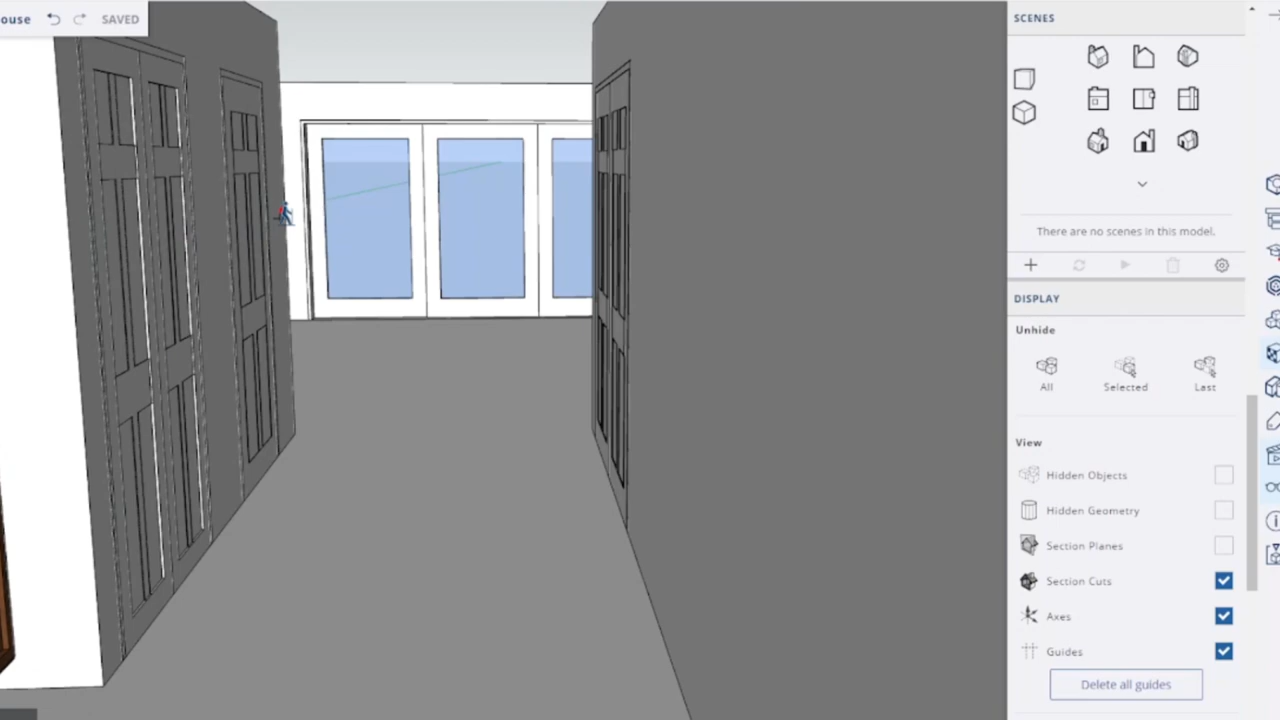 ouse SAVED
SCENES
There are no scenes in this model.
DISPLAY
Unhide
All Selected Last
View
Hidden Objects
Hidden Geometry
Section Planes
Section Cuts
Axes
Guides
Delete all guides